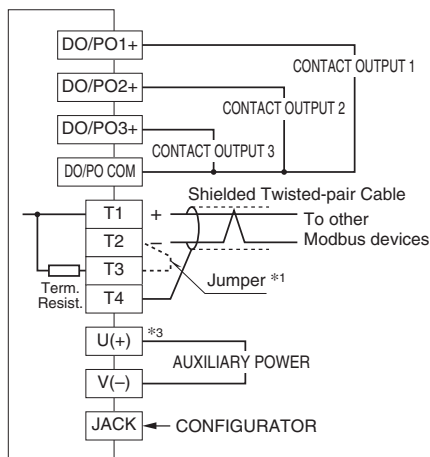 DO/PO1+
CONTACT OUTPUT 1
DO/PO2+
CONTACT OUTPUT 2
DO/PO3+
CONTACT OUTPUT 3
DO/PO COM
Shielded Twisted-pair Cable
T1 +
To other
Modbus devices
T2 –
T3
Jumper *1
Term.
Resist.
T4
U(+) *3
AUXILIARY POWER
V(–)
JACK CONFIGURATOR